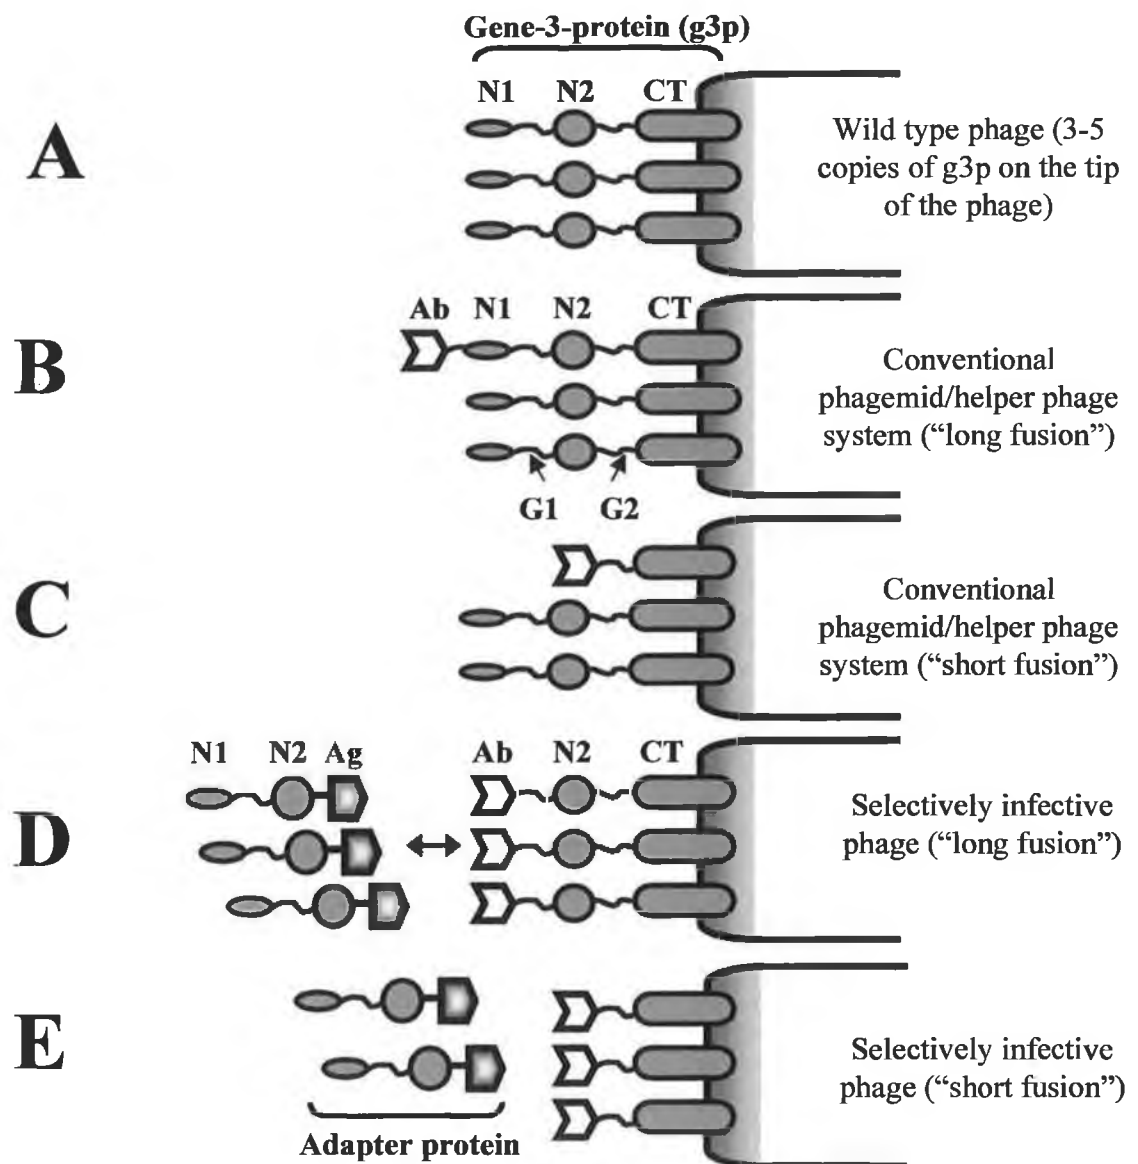 Gene-3-protein (g3p)
N1 N2 CT
A
Wild type phage (3-5
copies of g3p on the tip
of the phage)
Ab N1 N2 CT
B
Conventional
phagemid/helper phage
system (“long fusion”)
G1 G2
C
Conventional
phagemid/helper phage
system (“short fusion”)
N1 N2 Ag Ab N2 CT
D
Selectively infective
phage (“long fusion”)
E
Selectively infective
phage (“short fusion”)
Adapter protein